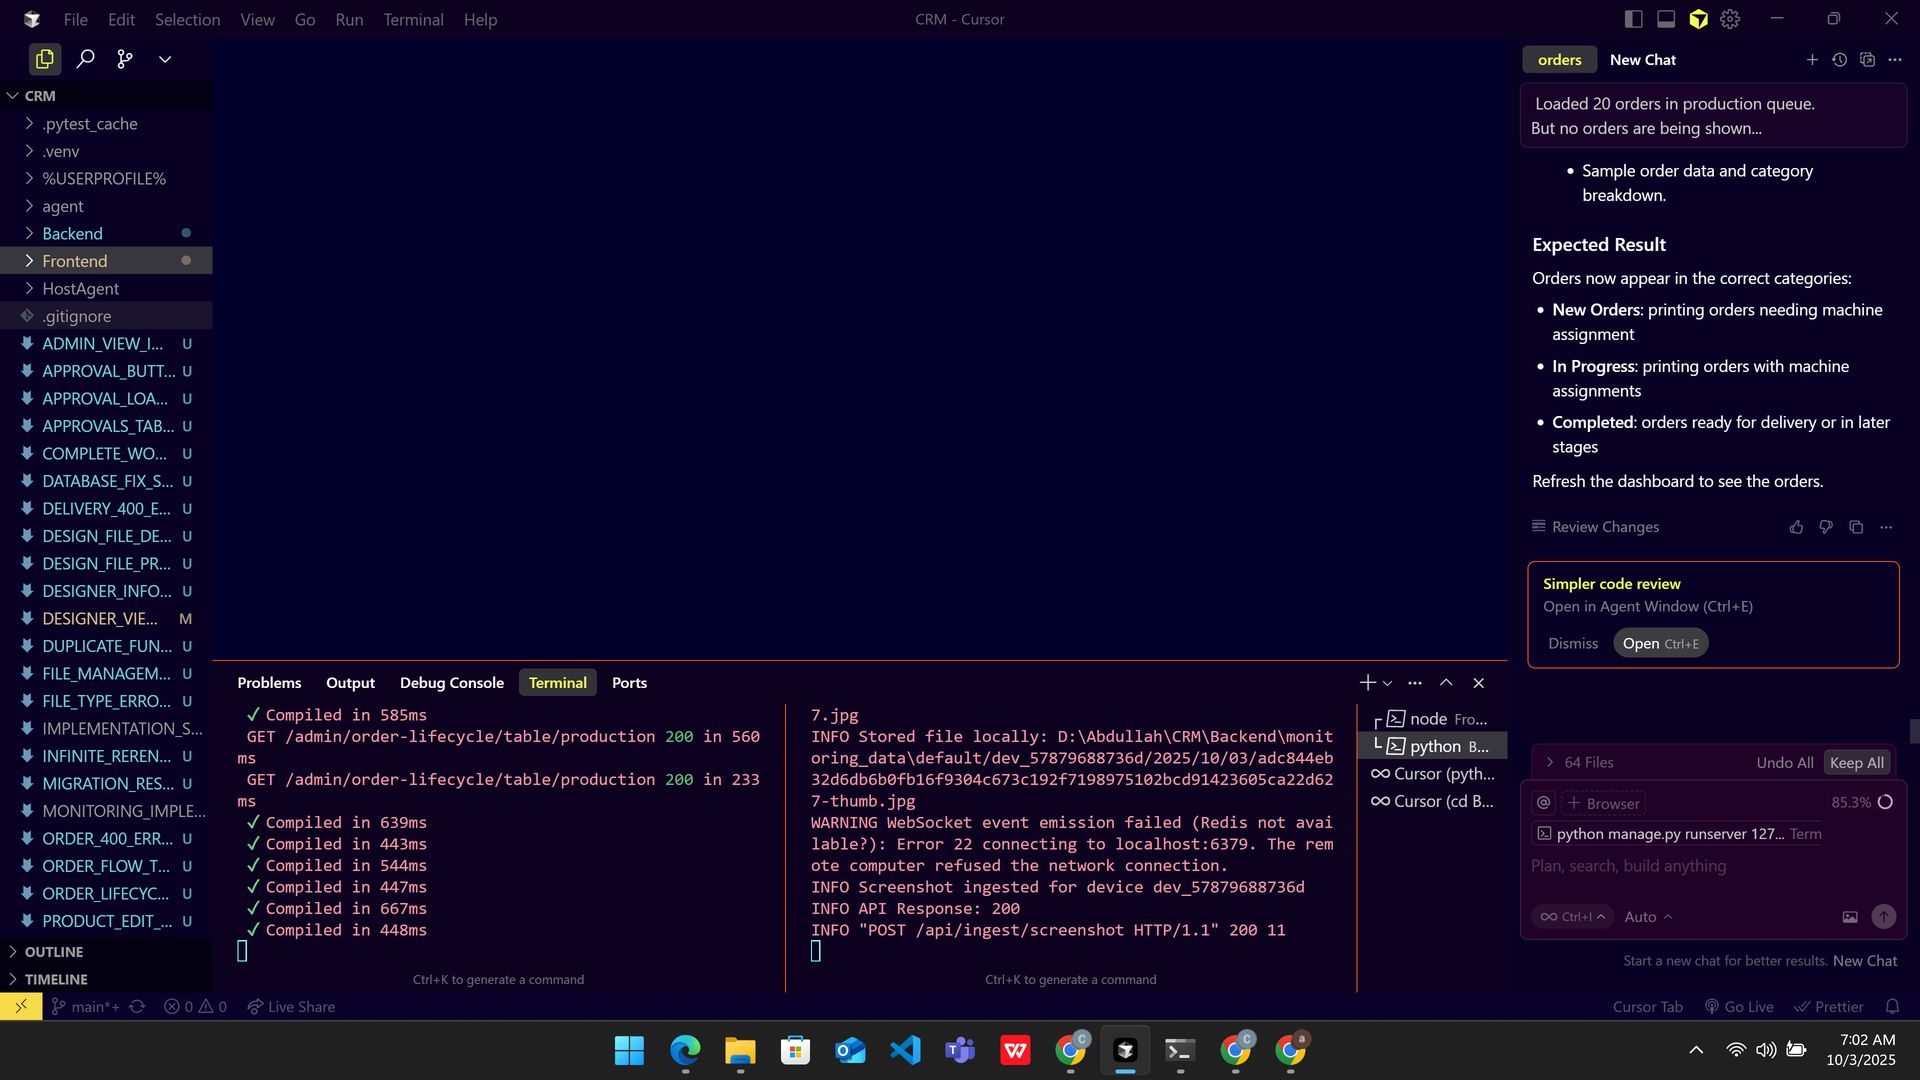 File Edit Selection View Go Run Terminal Help
CRM - Cursor
CRM
.pytest_cache
.venv
%USERPROFILE%
agent
Backend
Frontend
HostAgent
.gitignore
ADMIN_VIEW_I... U
APPROVAL_BUTT... U
APPROVAL_LOA... U
APPROVALS_TAB... U
COMPLETE_WO... U
DATABASE_FIX_S... U
DELIVERY_400_E... U
DESIGN_FILE_DE... U
DESIGN_FILE_PR... U
DESIGNER_INFO... U
DESIGNER_VIE... M
DUPLICATE_FUN... U
FILE_MANAGEM... U
FILE_TYPE_ERRO... U
IMPLEMENTATION_S...
INFINITE_REREN... U
MIGRATION_RES... U
MONITORING_IMPLE...
ORDER_400_ERR... U
ORDER_FLOW_T... U
ORDER_LIFECYC... U
PRODUCT_EDIT_... U
OUTLINE
TIMELINE
Problems Output Debug Console Terminal Ports
✓ Compiled in 585ms
GET /admin/order-lifecycle/table/production 200 in 560
ms
GET /admin/order-lifecycle/table/production 200 in 233
ms
✓ Compiled in 639ms
✓ Compiled in 443ms
✓ Compiled in 544ms
✓ Compiled in 447ms
✓ Compiled in 667ms
✓ Compiled in 448ms
Ctrl+K to generate a command
7.jpg
INFO Stored file locally: D:\Abdullah\CRM\Backend\monit
oring_data\default/dev_57879688736d/2025/10/03/adc844eb
32d6db6b0fb16f9304c673c192f7198975102bcd91423605ca22d62
7-thumb.jpg
WARNING WebSocket event emission failed (Redis not avai
lable?): Error 22 connecting to localhost:6379. The rem
ote computer refused the network connection.
INFO Screenshot ingested for device dev_57879688736d
INFO API Response: 200
INFO "POST /api/ingest/screenshot HTTP/1.1" 200 11
Ctrl+K to generate a command
node Fro...
python B...
Cursor (pyth...
Cursor (cd B...
orders New Chat
Loaded 20 orders in production queue.
But no orders are being shown...
• Sample order data and category
breakdown.
Expected Result
Orders now appear in the correct categories:
• New Orders: printing orders needing machine
assignment
• In Progress: printing orders with machine
assignments
• Completed: orders ready for delivery or in later
stages
Refresh the dashboard to see the orders.
Review Changes
Simpler code review
Open in Agent Window (Ctrl+E)
Dismiss Open Ctrl+E
64 Files Undo All Keep All
@ + Browser 85.3%
python manage.py runserver 127... Term
Plan, search, build anything
∞ Ctrl+I Auto
Start a new chat for better results. New Chat
main*+ 0 0 Live Share
Cursor Tab Go Live Prettier
C C a
7:02 AM
10/3/2025